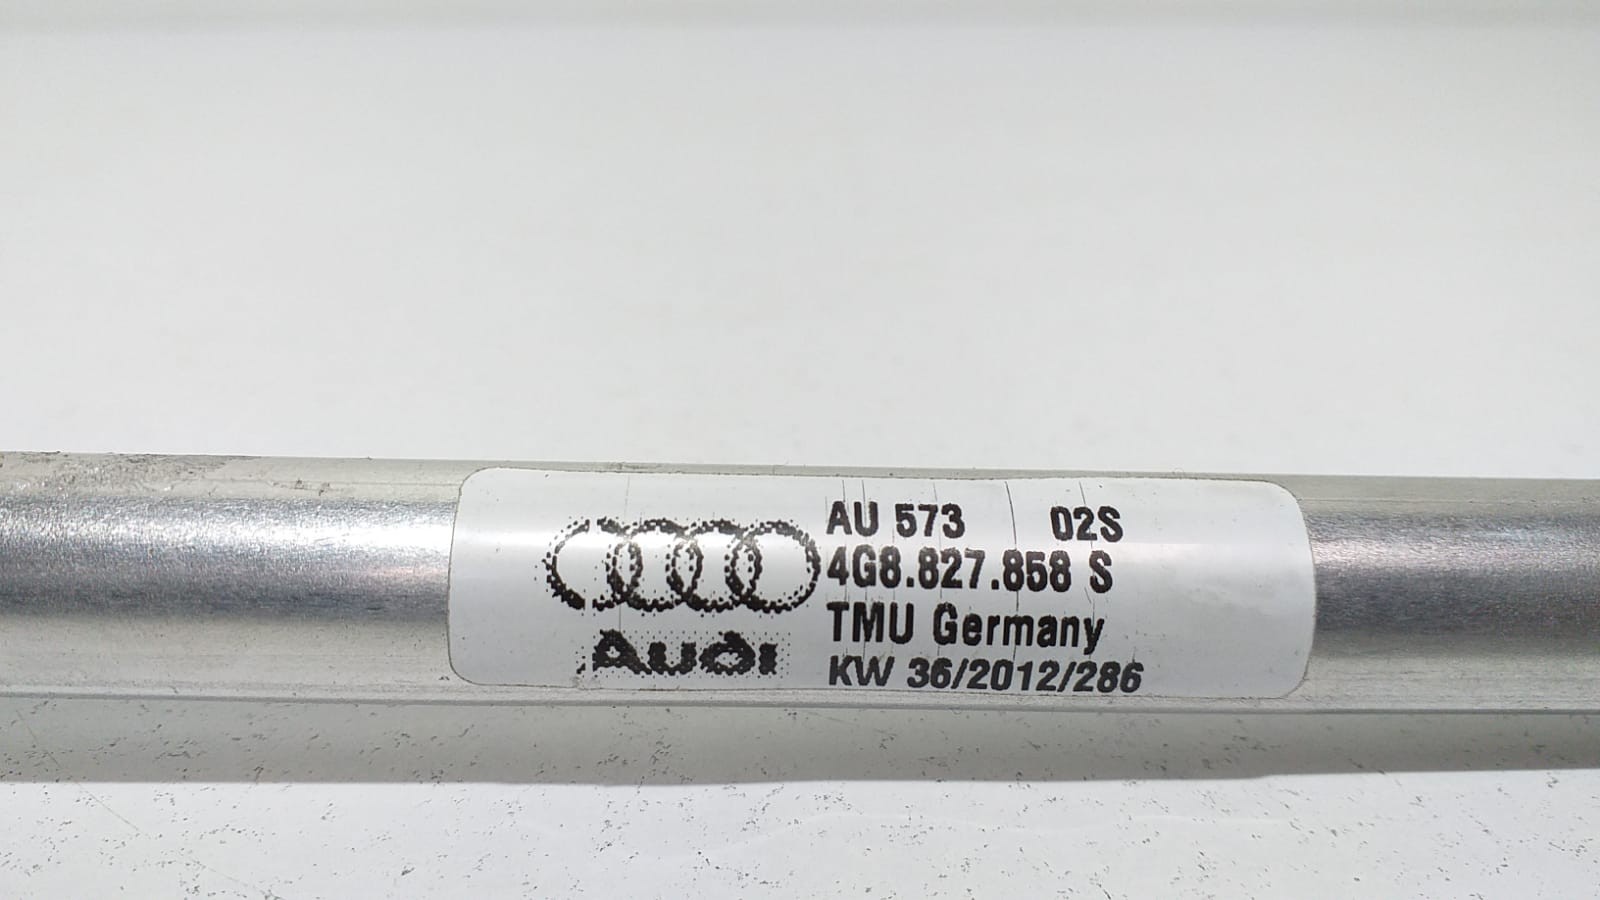 AU 573 02S
4G8.827.858 S
TMU Germany
KW 36/2012/286
Audi